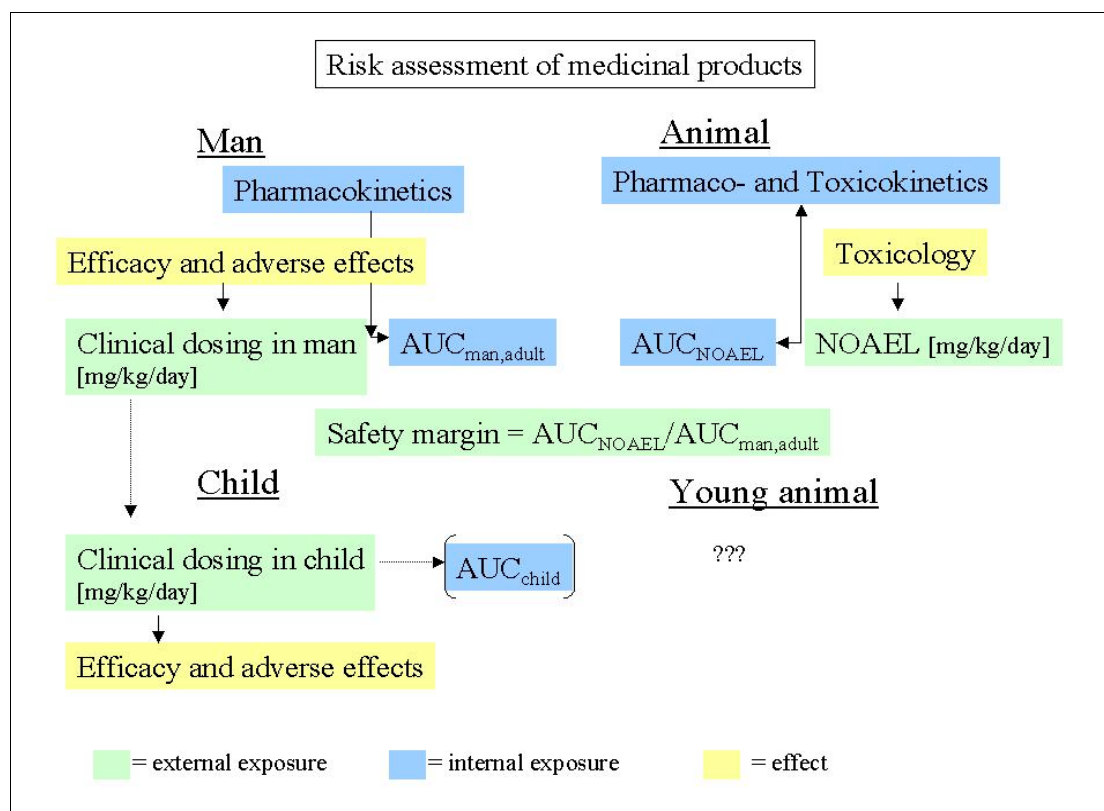 Risk assessment of medicinal products
Man
Animal
Pharmacokinetics
Pharmaco- and Toxicokinetics
Efficacy and adverse effects
Toxicology
Clinical dosing in man
[mg/kg/day]
AUCman,adult
AUCNOAEL
NOAEL [mg/kg/day]
Safety margin = AUCNOAEL/AUCman,adult
Child
Young animal
Clinical dosing in child
[mg/kg/day]
AUCchild
???
Efficacy and adverse effects
= external exposure
= internal exposure
= effect